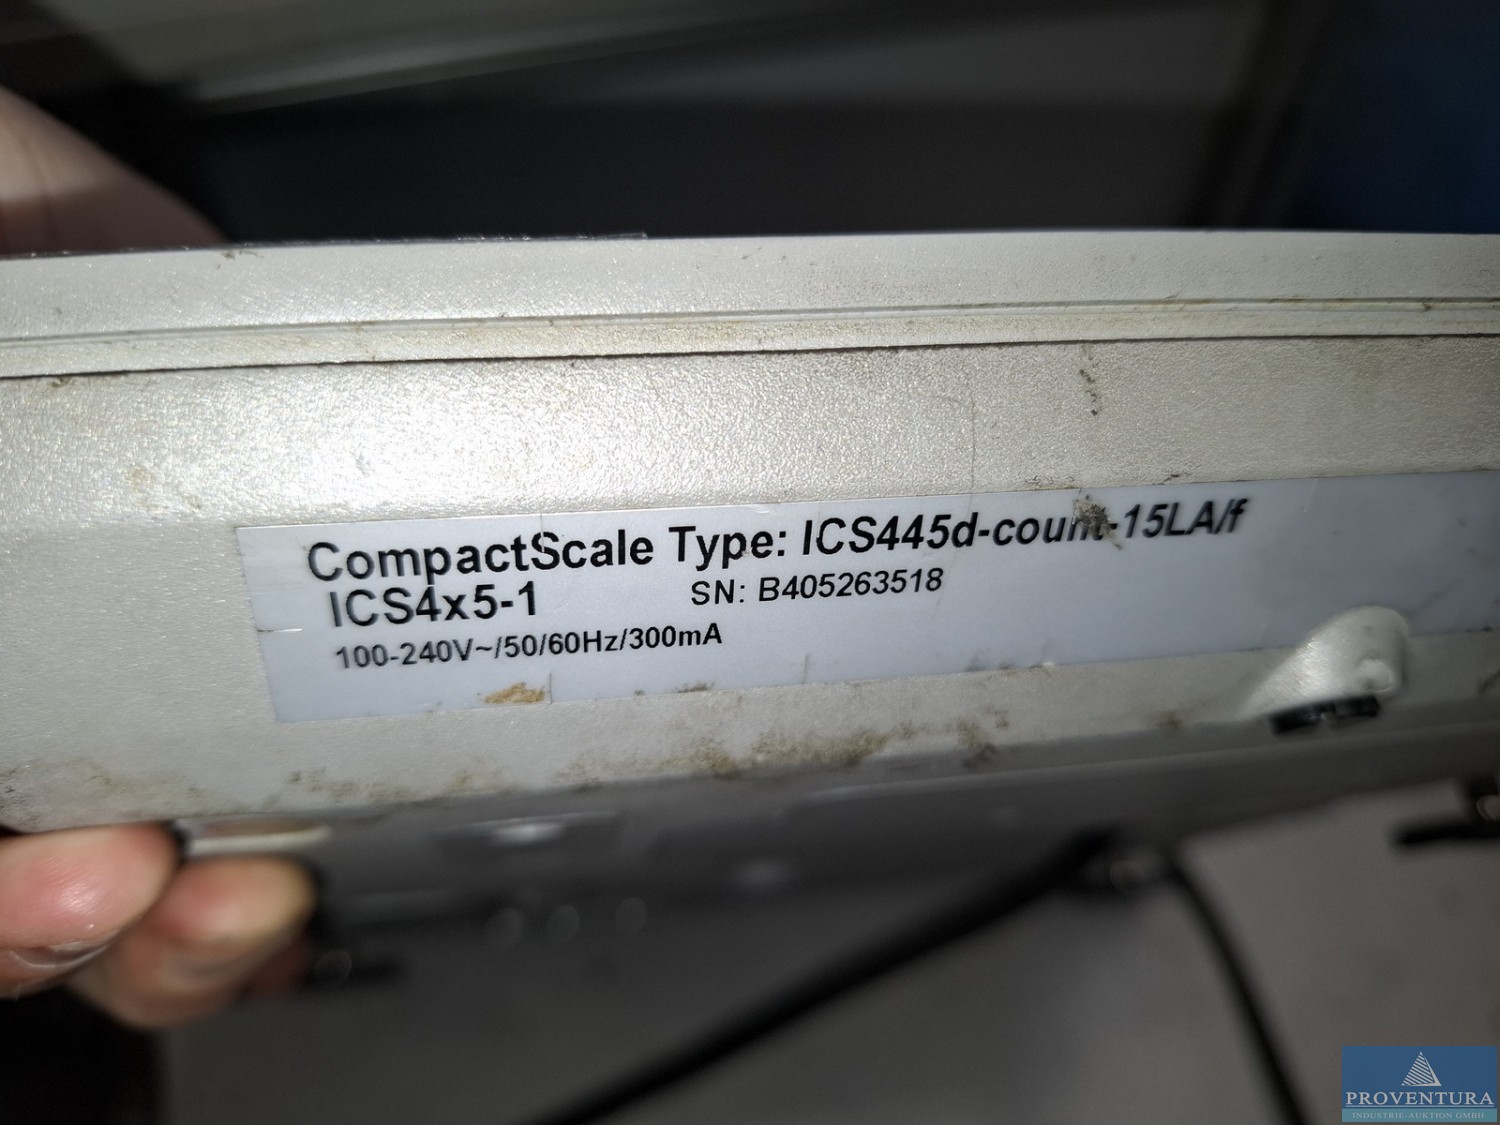 CompactScale Type: ICS445d-count-15LA/f
ICS4x5-1 SN: B405263518
100-240V~/50/60Hz/300mA
PROVENTURA
INDUSTRIE-AUKTION GMBH